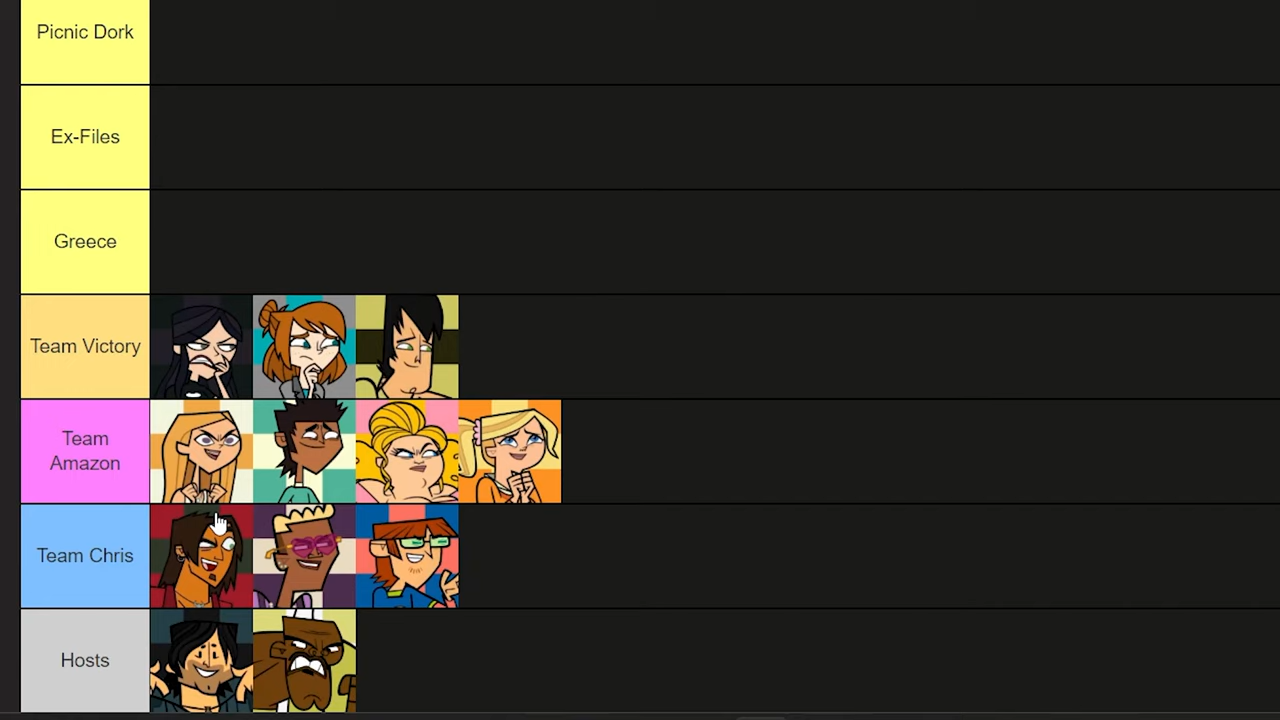 Picnic Dork
Ex-Files
Greece
Team Victory
Team
Amazon
Team Chris
Hosts